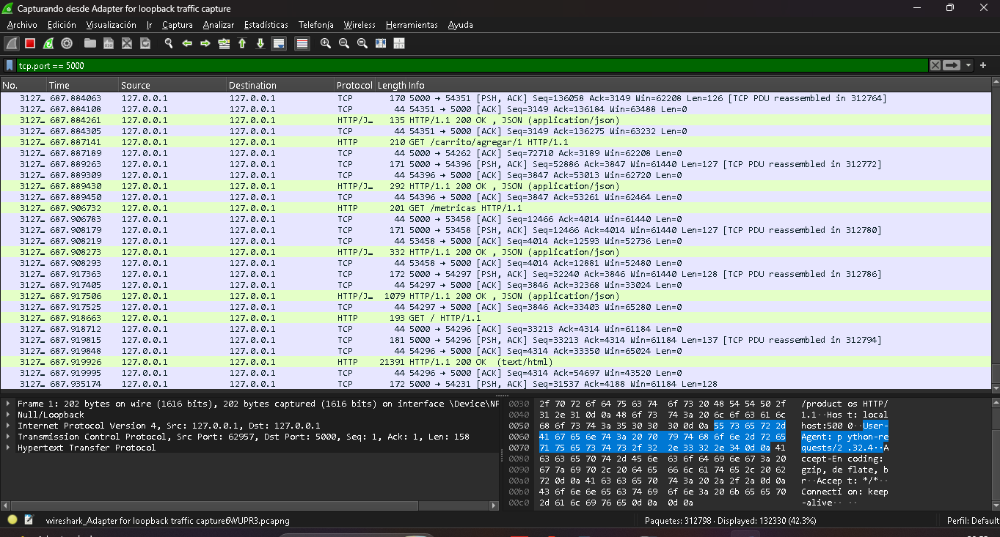 Capturando desde Adapter for loopback traffic capture
Archivo Edición Visualización Ir Captura Analizar Estadísticas Telefonía Wireless Herramientas Ayuda
tcp.port == 5000
No. Time Source Destination Protocol Length Info
3127… 687.884063 127.0.0.1 127.0.0.1 TCP 170 5000 → 54351 [PSH, ACK] Seq=136058 Ack=3149 Win=62208 Len=126 [TCP PDU reassembled in 312764]
3127… 687.884108 127.0.0.1 127.0.0.1 TCP 44 54351 → 5000 [ACK] Seq=3149 Ack=136184 Win=63488 Len=0
3127… 687.884261 127.0.0.1 127.0.0.1 HTTP/J… 135 HTTP/1.1 200 OK , JSON (application/json)
3127… 687.884305 127.0.0.1 127.0.0.1 TCP 44 54351 → 5000 [ACK] Seq=3149 Ack=136275 Win=63232 Len=0
3127… 687.887141 127.0.0.1 127.0.0.1 HTTP 210 GET /carrito/agregar/1 HTTP/1.1
3127… 687.887189 127.0.0.1 127.0.0.1 TCP 44 5000 → 54262 [ACK] Seq=72710 Ack=3189 Win=62208 Len=0
3127… 687.889263 127.0.0.1 127.0.0.1 TCP 171 5000 → 54396 [PSH, ACK] Seq=52886 Ack=3847 Win=61440 Len=127 [TCP PDU reassembled in 312772]
3127… 687.889309 127.0.0.1 127.0.0.1 TCP 44 54396 → 5000 [ACK] Seq=3847 Ack=53013 Win=62720 Len=0
3127… 687.889430 127.0.0.1 127.0.0.1 HTTP/J… 292 HTTP/1.1 200 OK , JSON (application/json)
3127… 687.889450 127.0.0.1 127.0.0.1 TCP 44 54396 → 5000 [ACK] Seq=3847 Ack=53261 Win=62464 Len=0
3127… 687.906732 127.0.0.1 127.0.0.1 HTTP 201 GET /metricas HTTP/1.1
3127… 687.906783 127.0.0.1 127.0.0.1 TCP 44 5000 → 53458 [ACK] Seq=12466 Ack=4014 Win=61440 Len=0
3127… 687.908179 127.0.0.1 127.0.0.1 TCP 171 5000 → 53458 [PSH, ACK] Seq=12466 Ack=4014 Win=61440 Len=127 [TCP PDU reassembled in 312780]
3127… 687.908219 127.0.0.1 127.0.0.1 TCP 44 53458 → 5000 [ACK] Seq=4014 Ack=12593 Win=52736 Len=0
3127… 687.908273 127.0.0.1 127.0.0.1 HTTP/J… 332 HTTP/1.1 200 OK , JSON (application/json)
3127… 687.908293 127.0.0.1 127.0.0.1 TCP 44 53458 → 5000 [ACK] Seq=4014 Ack=12881 Win=52480 Len=0
3127… 687.917363 127.0.0.1 127.0.0.1 TCP 172 5000 → 54297 [PSH, ACK] Seq=32240 Ack=3846 Win=61440 Len=128 [TCP PDU reassembled in 312786]
3127… 687.917405 127.0.0.1 127.0.0.1 TCP 44 54297 → 5000 [ACK] Seq=3846 Ack=32368 Win=33024 Len=0
3127… 687.917506 127.0.0.1 127.0.0.1 HTTP/J… 1079 HTTP/1.1 200 OK , JSON (application/json)
3127… 687.917525 127.0.0.1 127.0.0.1 TCP 44 54297 → 5000 [ACK] Seq=3846 Ack=33403 Win=65280 Len=0
3127… 687.918663 127.0.0.1 127.0.0.1 HTTP 193 GET / HTTP/1.1
3127… 687.918712 127.0.0.1 127.0.0.1 TCP 44 5000 → 54296 [ACK] Seq=33213 Ack=4314 Win=61184 Len=0
3127… 687.919815 127.0.0.1 127.0.0.1 TCP 181 5000 → 54296 [PSH, ACK] Seq=33213 Ack=4314 Win=61184 Len=137 [TCP PDU reassembled in 312794]
3127… 687.919848 127.0.0.1 127.0.0.1 TCP 44 54296 → 5000 [ACK] Seq=4314 Ack=33350 Win=65024 Len=0
3127… 687.919926 127.0.0.1 127.0.0.1 HTTP 21391 HTTP/1.1 200 OK (text/html)
3127… 687.919995 127.0.0.1 127.0.0.1 TCP 44 54296 → 5000 [ACK] Seq=4314 Ack=54697 Win=43520 Len=0
3127… 687.935174 127.0.0.1 127.0.0.1 TCP 172 5000 → 54231 [PSH, ACK] Seq=31537 Ack=4188 Win=61184 Len=128
Frame 1: 202 bytes on wire (1616 bits), 202 bytes captured (1616 bits) on interface \Device\NF
Null/Loopback
Internet Protocol Version 4, Src: 127.0.0.1, Dst: 127.0.0.1
Transmission Control Protocol, Src Port: 62957, Dst Port: 5000, Seq: 1, Ack: 1, Len: 158
Hypertext Transfer Protocol
0030 2f 70 72 6f 64 75 63 74 6f 73 20 48 54 54 50 2f /product os HTTP/
0040 31 2e 31 0d 0a 48 6f 73 74 3a 20 6c 6f 63 61 6c 1.1··Hos t: local
0050 68 6f 73 74 3a 35 30 30 30 0d 0a 55 73 65 72 2d host:500 0··User-
0060 41 67 65 6e 74 3a 20 70 79 74 68 6f 6e 2d 72 65 Agent: p ython-re
0070 71 75 65 73 74 73 2f 32 2e 33 32 2e 34 0d 0a 41 quests/2 .32.4··A
0080 63 63 65 70 74 2d 45 6e 63 6f 64 69 6e 67 3a 20 ccept-En coding:
0090 67 7a 69 70 2c 20 64 65 66 6c 61 74 65 2c 20 62 gzip, de flate, b
00a0 72 0d 0a 41 63 63 65 70 74 3a 20 2a 2f 2a 0d 0a r··Accep t: */*··
00b0 43 6f 6e 6e 65 63 74 69 6f 6e 3a 20 6b 65 65 70 Connecti on: keep
00c0 2d 61 6c 69 76 65 0d 0a 0d 0a -alive·· ··
wireshark_Adapter for loopback traffic capture6WUPR3.pcapng Paquetes: 312798 · Displayed: 132330 (42.3%) Perfil: Default